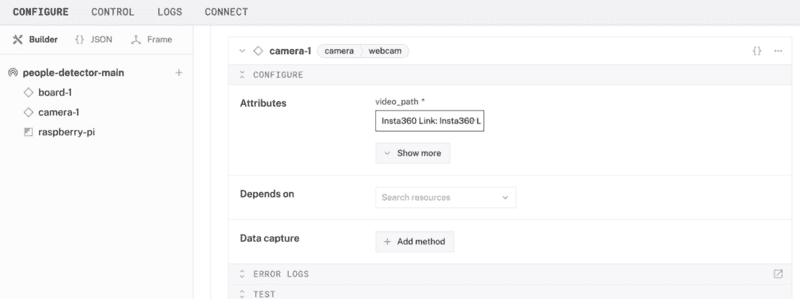 CONFIGURE CONTROL LOGS CONNECT
Builder {} JSON Frame
people-detector-main +
board-1
camera-1
raspberry-pi
camera-1 camera webcam {} ...
CONFIGURE
Attributes
video_path *
Insta360 Link: Insta360 L
Show more
Depends on
Search resources
Data capture
+ Add method
ERROR LOGS
TEST